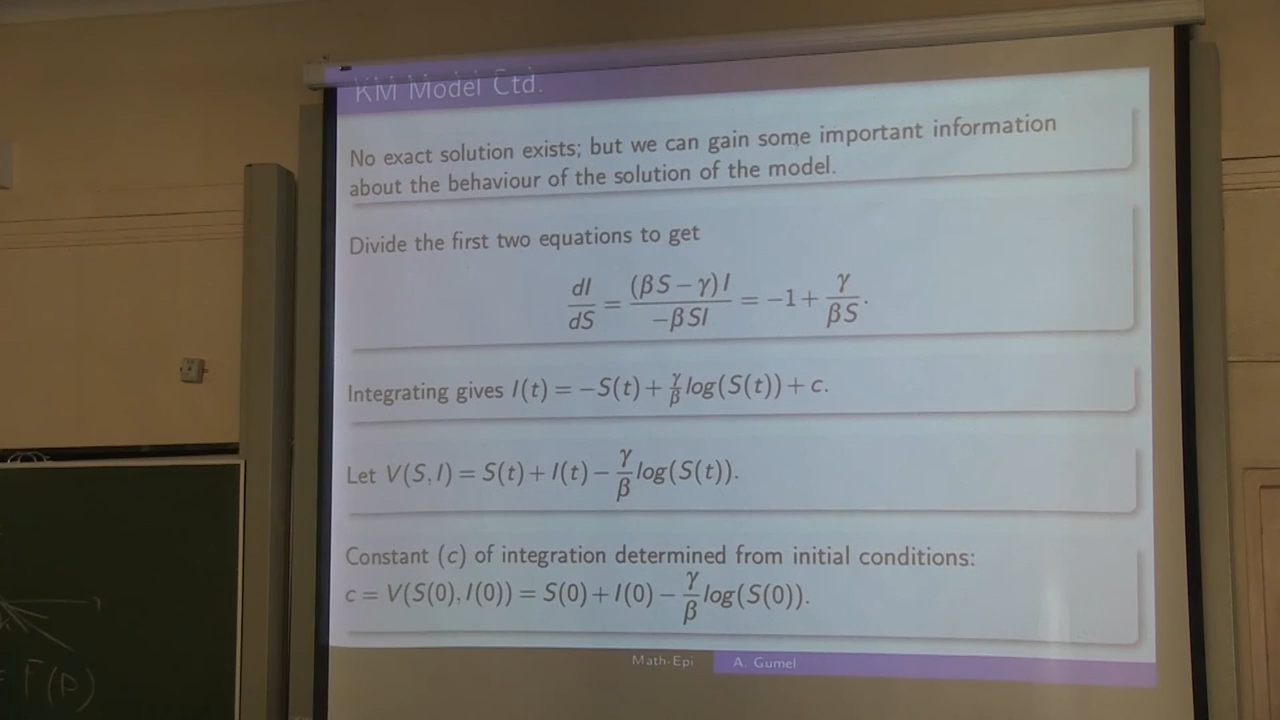 KM Model Ctd.
No exact solution exists; but we can gain some important information
about the behaviour of the solution of the model.
Divide the first two equations to get
dI/dS = (βS − γ)I / −βSI = −1 + γ/βS.
Integrating gives I(t) = −S(t) + γ/β log(S(t)) + c.
Let V(S, I) = S(t) + I(t) − γ/β log(S(t)).
Constant (c) of integration determined from initial conditions:
c = V(S(0), I(0)) = S(0) + I(0) − γ/β log(S(0)).
Math-Epi A. Gumel
F(P)